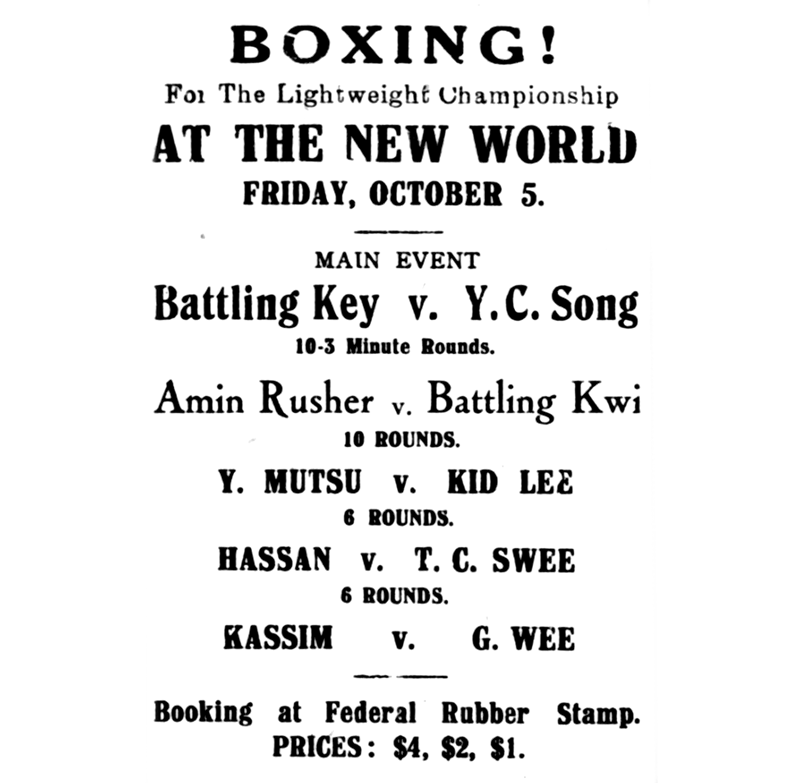 BOXING!
For The Lightweight Championship
AT THE NEW WORLD
FRIDAY, OCTOBER 5.
MAIN EVENT
Battling Key v. Y.C. Song
10-3 Minute Rounds.
Amin Rusher v. Battling Kwi
10 ROUNDS.
Y. MUTSU v. KID LEE
6 ROUNDS.
HASSAN v. T. C. SWEE
6 ROUNDS.
KASSIM v. G. WEE
Booking at Federal Rubber Stamp.
PRICES: $4, $2, $1.